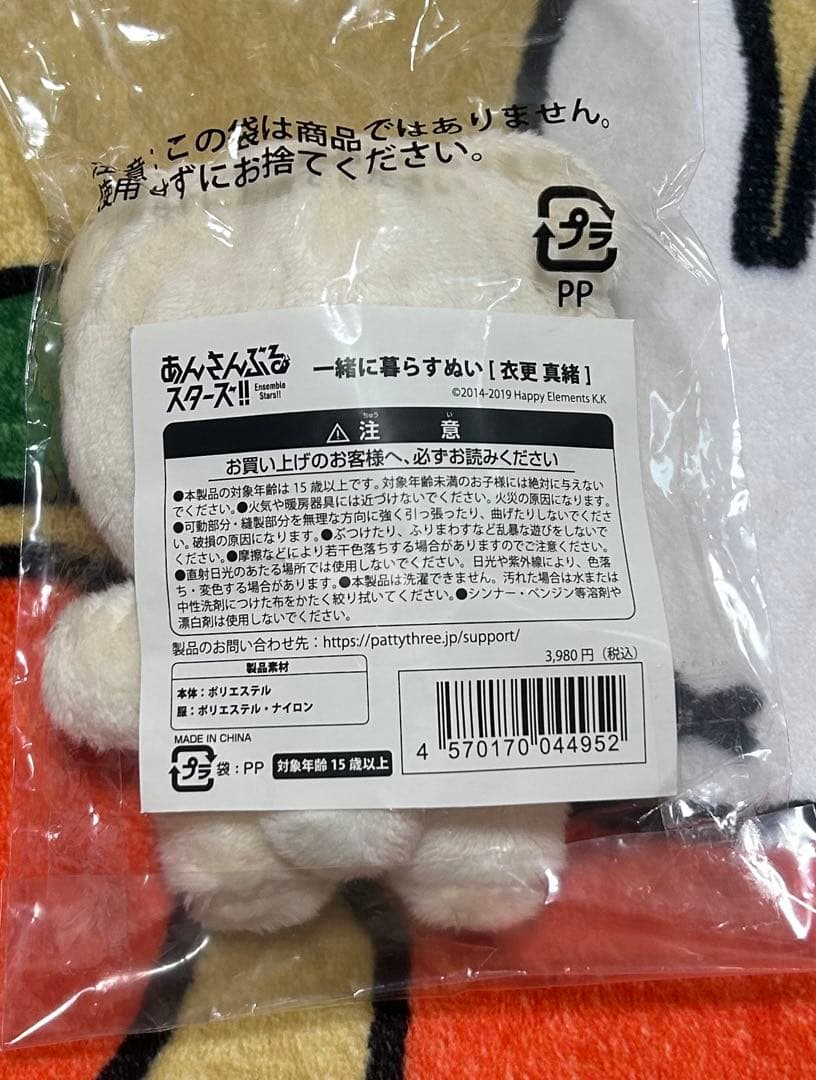 注意:この袋は商品ではありません。
使用せずにお捨てください。
プラ
PP
あんさんぶる
スターズ!!
Ensemble
Stars!!
一緒に暮らすぬい [ 衣更 真緒 ]
©2014-2019 Happy Elements K.K
ちゅう い
⚠注 意
お買い上げのお客様へ、必ずお読みください
●本製品の対象年齢は 15 歳以上です。対象年齢未満のお子様には絶対に与えない
でください。●火気や暖房器具には近づけないでください。火災の原因になります。
●可動部分・縫製部分を無理な方向に強く引っ張ったり、曲げたりしないでくださ
い。破損の原因になります。●ぶつけたり、ふりまわすなど乱暴な遊びをしないで
ください。●摩擦などにより若干色落ちする場合がありますのでご注意ください。
●直射日光のあたる場所では使用しないでください。日光や紫外線により、色落
ち・変色する場合があります。●本製品は洗濯できません。汚れた場合は水または
中性洗剤につけた布をかたく絞り拭いてください。●シンナー・ベンジン等溶剤や
漂白剤は使用しないでください。
製品のお問い合わせ先:https://pattythree.jp/support/
3,980 円(税込)
製品素材
本体:ポリエステル
服:ポリエステル・ナイロン
MADE IN CHINA
プラ 袋:PP
対象年齢 15 歳以上
4 570170 044952